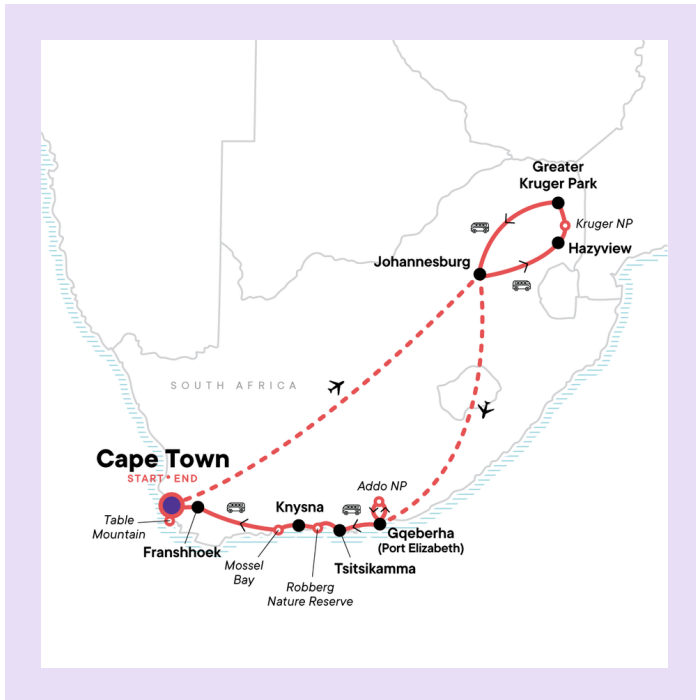 Greater
Kruger Park
Kruger NP
Hazyview
Johannesburg
SOUTH AFRICA
Cape Town
START • END
Addo NP
Knysna
Table
Mountain
Gqeberha
(Port Elizabeth)
Franshhoek
Mossel
Bay
Tsitsikamma
Robberg
Nature Reserve